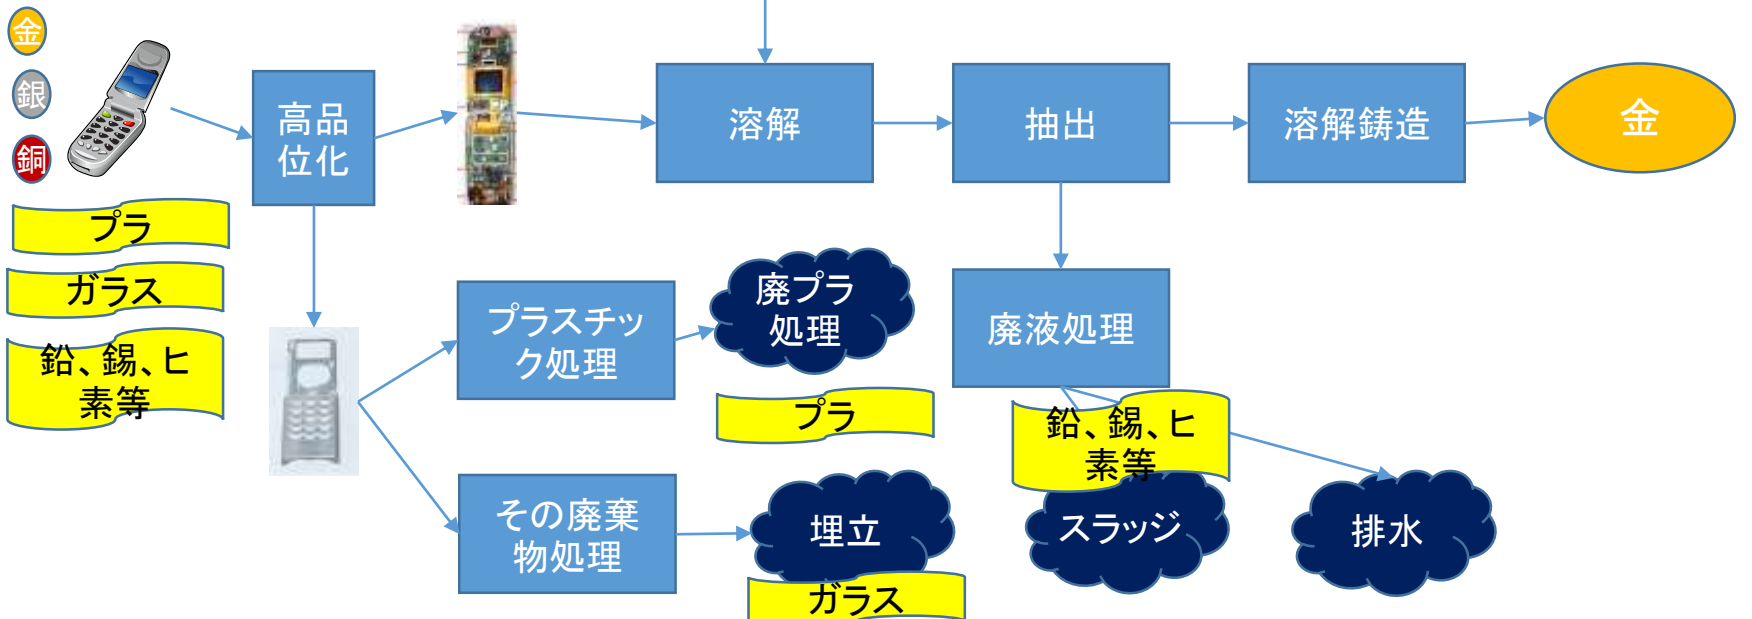 金
銀
銅
プラ
ガラス
鉛、錫、ヒ
素等
高品
位化
溶解
抽出
溶解鋳造
金
プラスチッ
ク処理
廃プラ
処理
プラ
廃液処理
鉛、錫、ヒ
素等
その廃棄
物処理
埋立
ガラス
スラッジ
排水